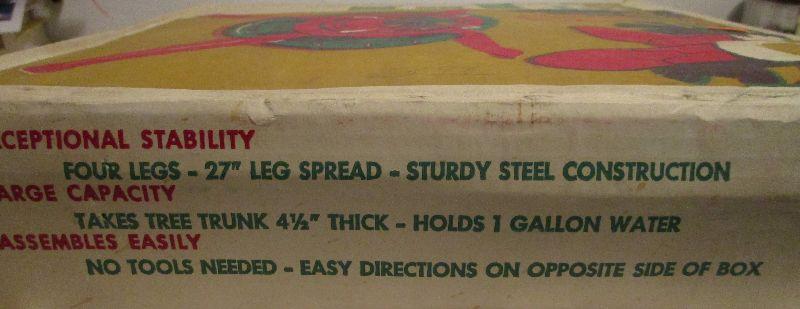 CEPTIONAL STABILITY
FOUR LEGS - 27" LEG SPREAD - STURDY STEEL CONSTRUCTION
ARGE CAPACITY
TAKES TREE TRUNK 4½" THICK - HOLDS 1 GALLON WATER
ASSEMBLES EASILY
NO TOOLS NEEDED - EASY DIRECTIONS ON OPPOSITE SIDE OF BOX